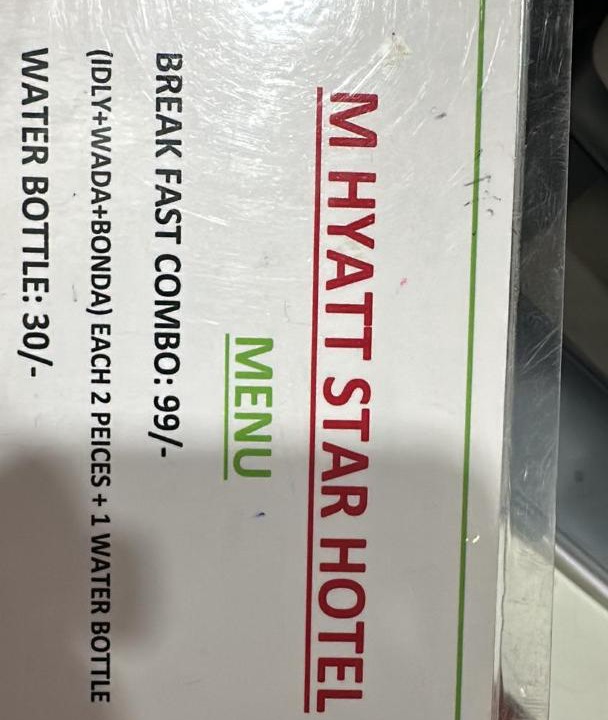 M HYATT STAR HOTEL
MENU
BREAK FAST COMBO: 99/-
(IDLY+WADA+BONDA) EACH 2 PEICES + 1 WATER BOTTLE
WATER BOTTLE: 30/-